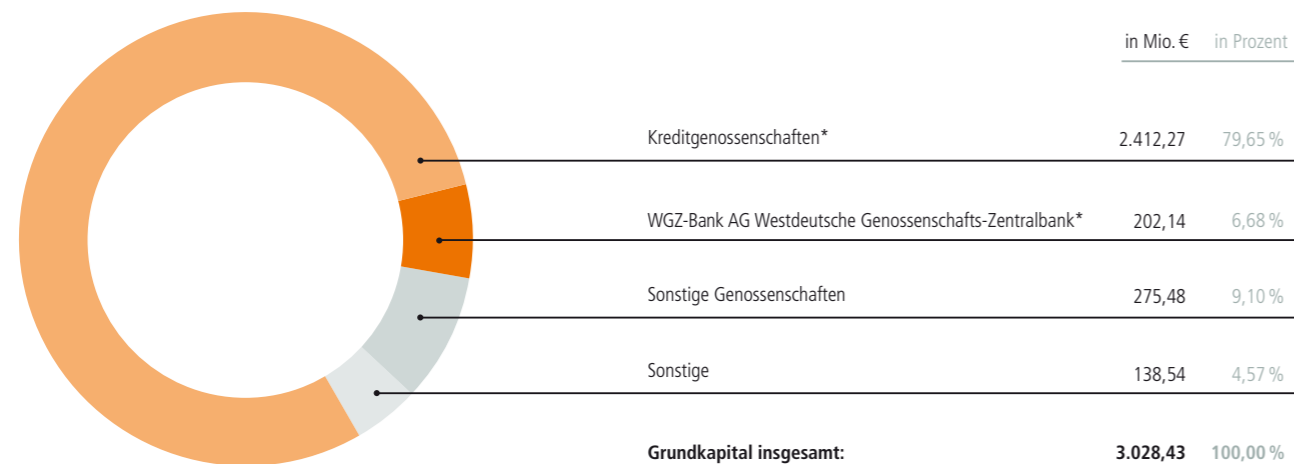 in Mio. € in Prozent
Kreditgenossenschaften* 2.412,27 79,65 %
WGZ-Bank AG Westdeutsche Genossenschafts-Zentralbank* 202,14 6,68 %
Sonstige Genossenschaften 275,48 9,10 %
Sonstige 138,54 4,57 %
Grundkapital insgesamt: 3.028,43 100,00 %